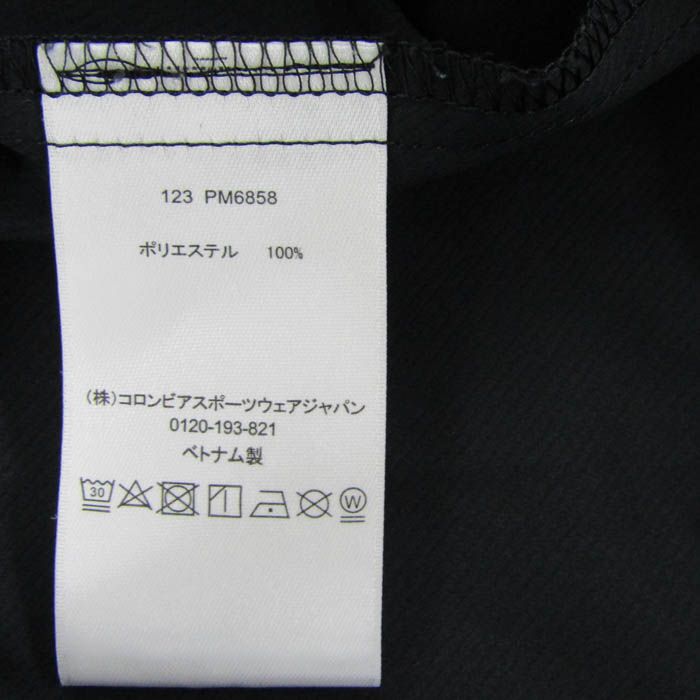 123 PM6858
ポリエステル 100%
(株)コロンビアスポーツウェアジャパン
0120-193-821
ベトナム製
30 W